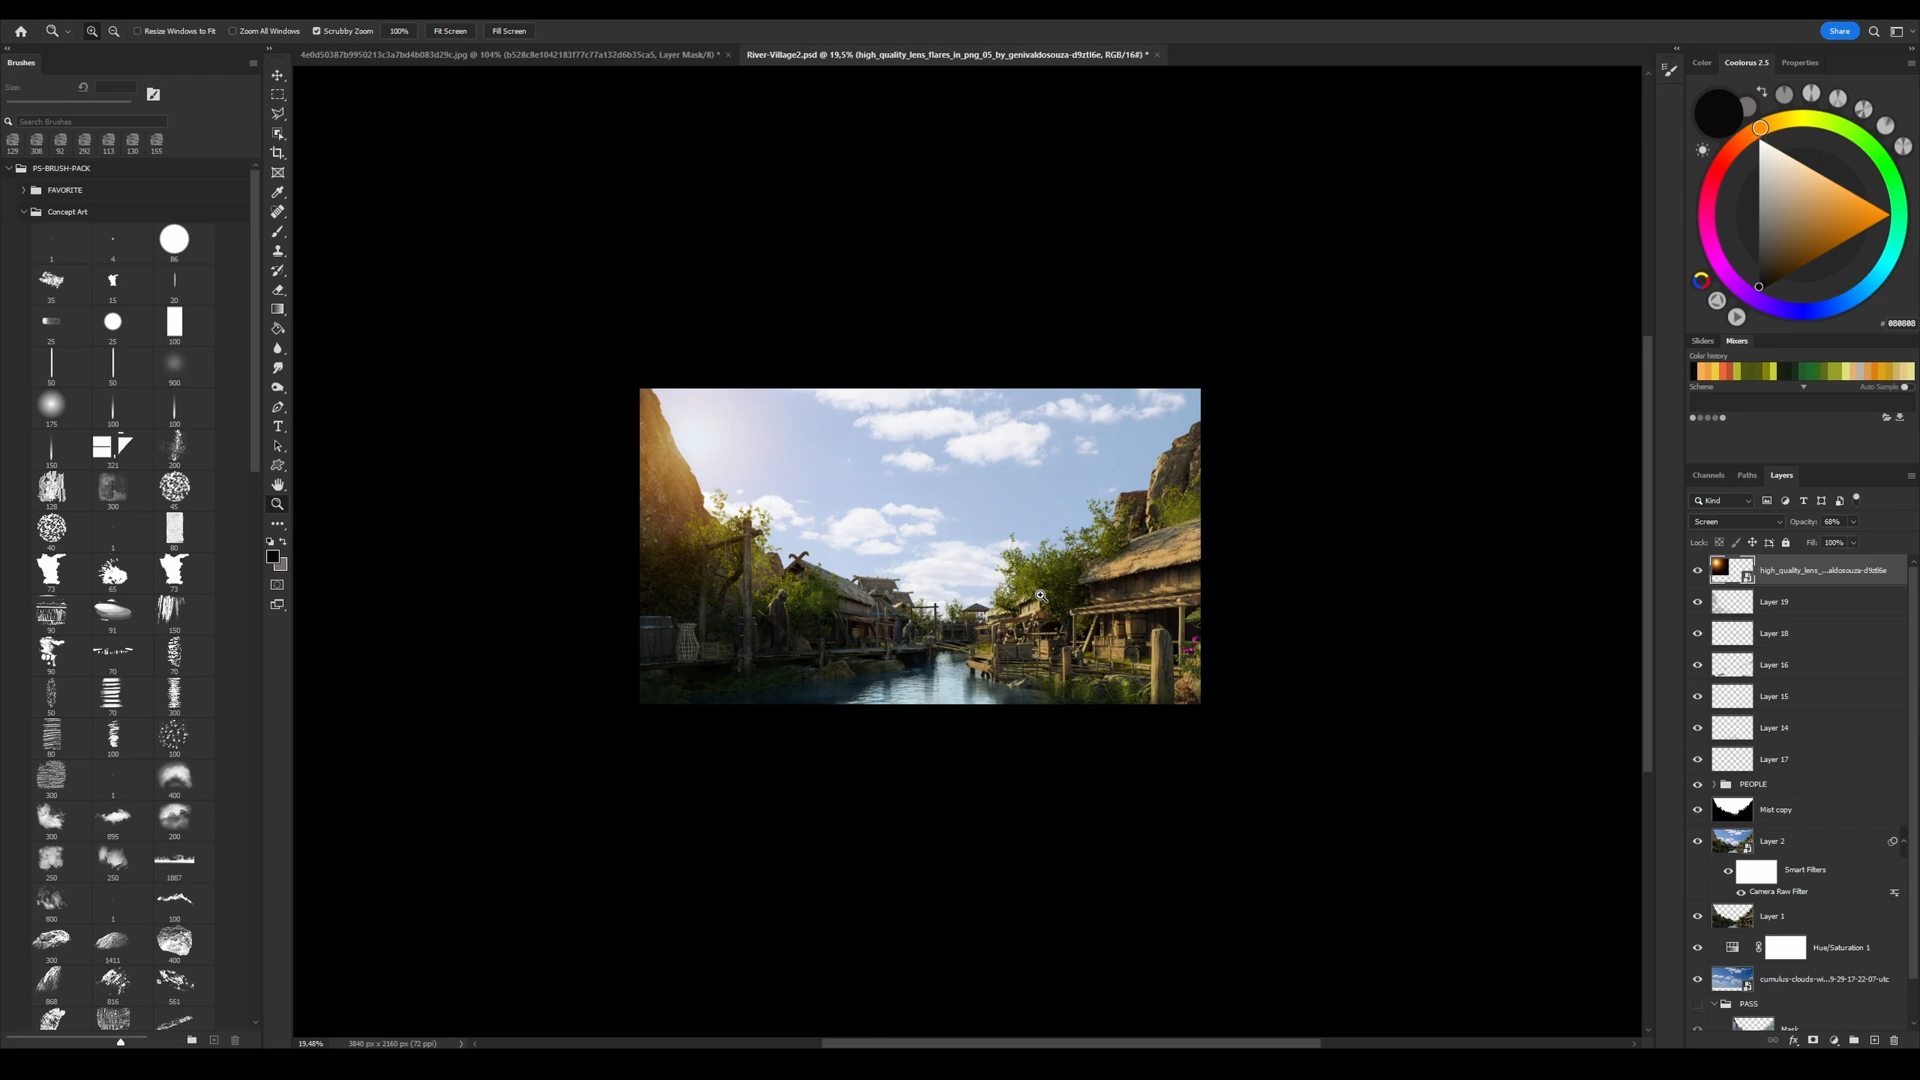 Resize Windows to Fit
Zoom All Windows
Scrubby Zoom
100%
Fit Screen
Fill Screen
Share
Brushes
4e0d50387b9950213c3a7bd4b083d29c.jpg @ 104% (b528c8e1042183f77c77a132d6b35ca5, Layer Mask/8) *
River-Village2.psd @ 19,5% (high_quality_lens_flares_in_png_05_by_genivaldosouza-d9ztl6e, RGB/16#) *
Color
Coolorus 2.5
Properties
Size:
Search Brushes
129 308 92 292 113 130 155
PS-BRUSH-PACK
FAVORITE
Concept Art
1 4 86
35 15 20
25 25 100
50 50 900
175 100 100
150 321 200
128 300 45
40 1 80
73 65 73
90 91 150
90 70 70
50 70 300
80 100 100
300 1 400
300 895 200
250 250 1887
800 1 100
300 1411 400
868 816 561
# 080808
Sliders
Mixers
Color history
Scheme
Auto Sample
Channels
Paths
Layers
Kind
Screen
Opacity: 68%
Lock:
Fill: 100%
high_quality_lens_...aldosouza-d9ztl6e
Layer 19
Layer 18
Layer 16
Layer 15
Layer 14
Layer 17
PEOPLE
Mist copy
Layer 2
Smart Filters
Camera Raw Filter
Layer 1
Hue/Saturation 1
cumulus-clouds-wi...9-29-17-22-07-utc
PASS
Mask
19,48%
3840 px x 2160 px (72 ppi)